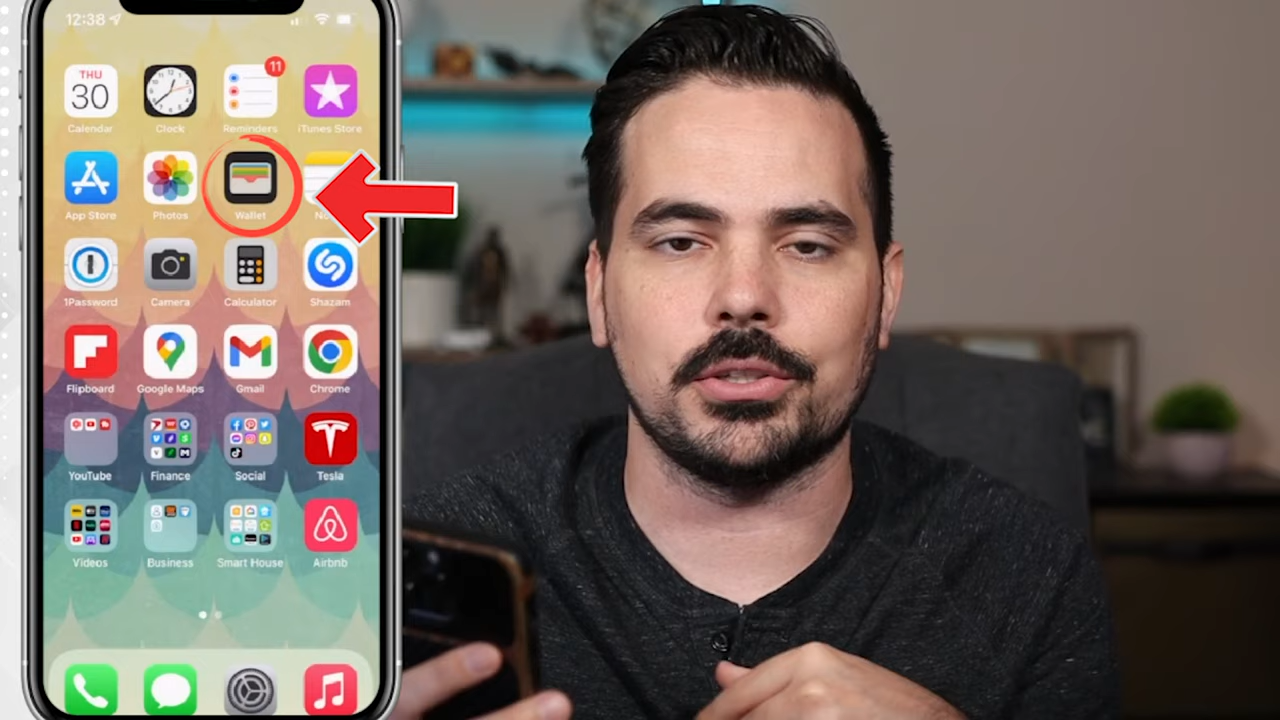 12:38
11
THU
30
Calendar
Clock
Reminders
iTunes Store
App Store
Photos
Wallet
1Password
Camera
Calculator
Shazam
Flipboard
Google Maps
Gmail
Chrome
YouTube
Finance
Social
Tesla
Videos
Business
Smart House
Airbnb